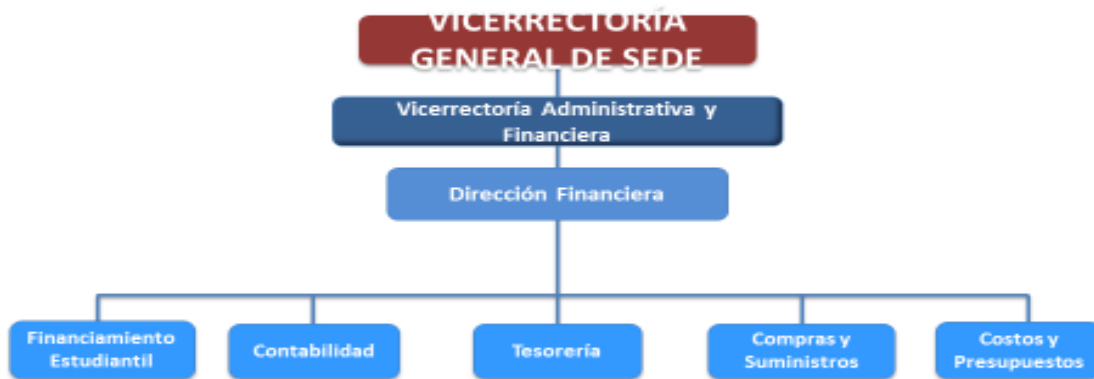 VICERRECTORÍA
GENERAL DE SEDE
Vicerrectoría Administrativa y
Financiera
Dirección Financiera
Financiamiento
Estudiantil
Contabilidad
Tesorería
Compras y
Suministros
Costos y
Presupuestos